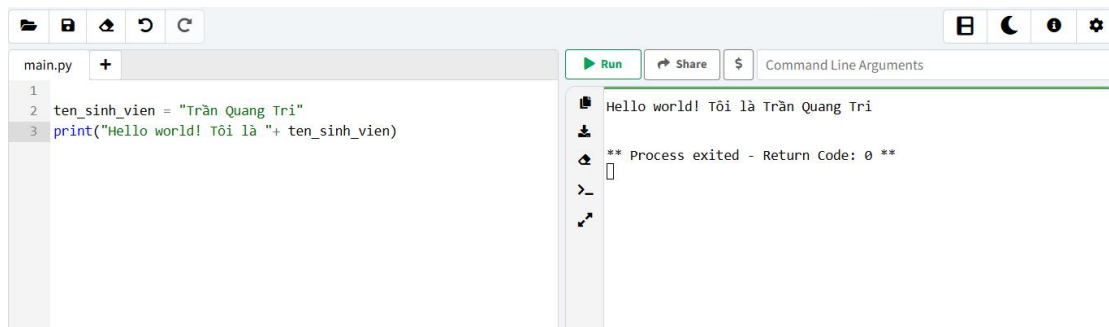 main.py +
Run Share $ Command Line Arguments
1
2 ten_sinh_vien = "Trần Quang Tri"
3 print("Hello world! Tôi là "+ ten_sinh_vien)
Hello world! Tôi là Trần Quang Tri
** Process exited - Return Code: 0 **
>_